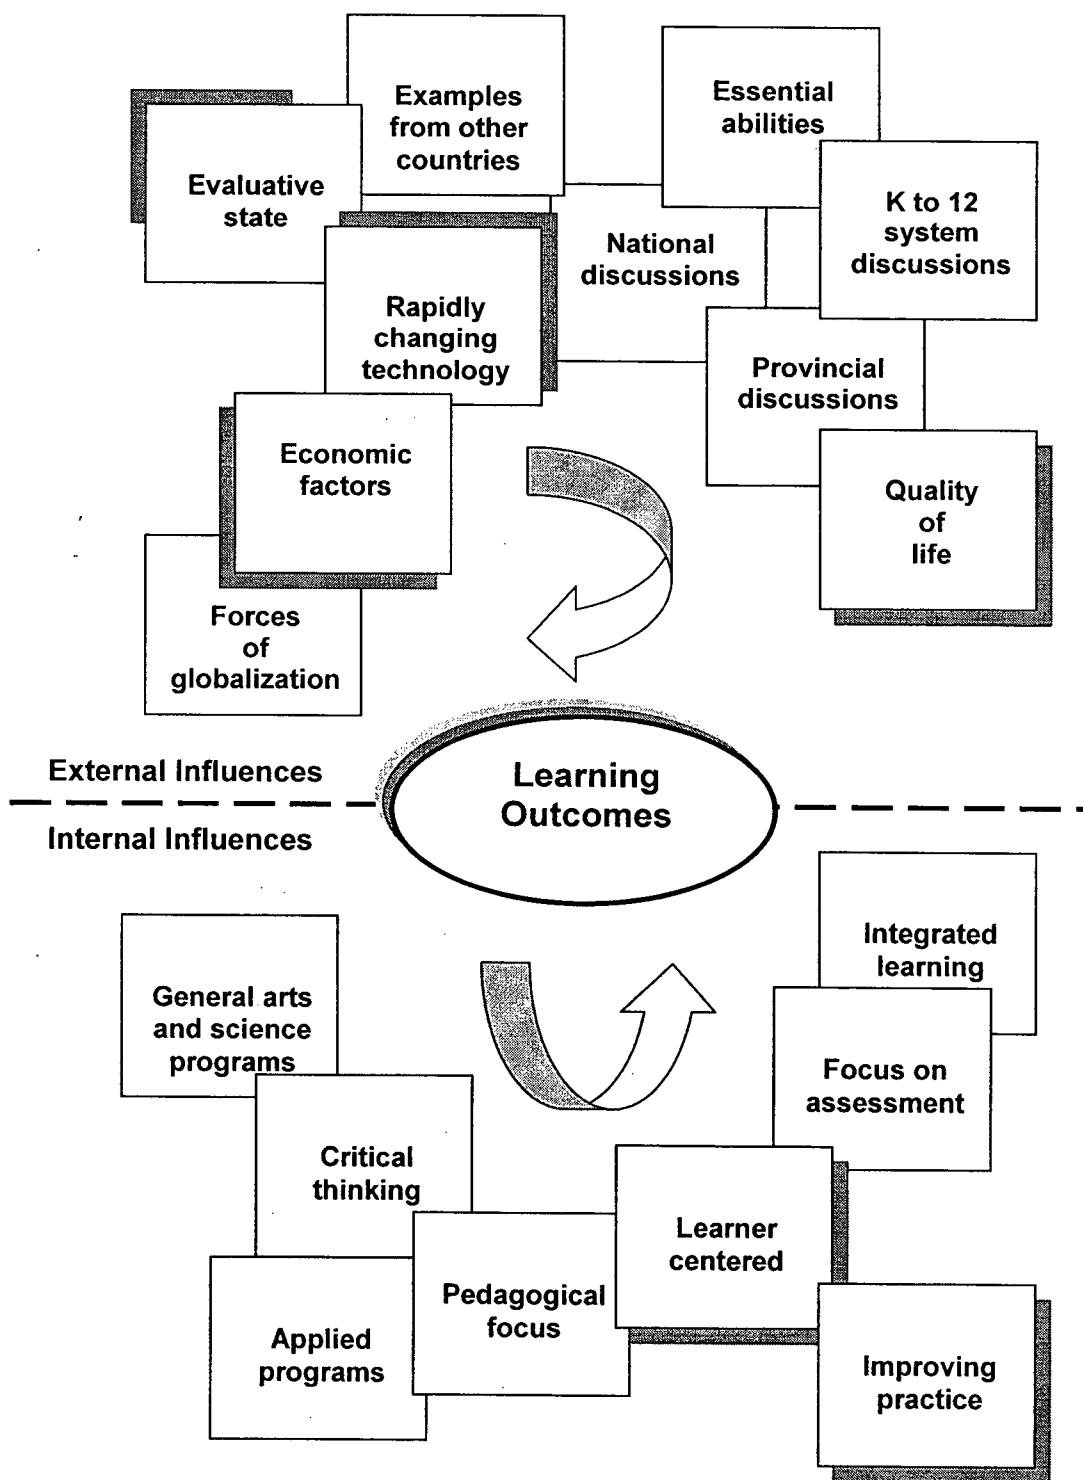 Examples
from other
countries
Essential
abilities
Evaluative
state
K to 12
system
discussions
National
discussions
Rapidly
changing
technology
Provincial
discussions
Economic
factors
Quality
of
life
Forces
of
globalization
External Influences
Learning
Outcomes
Internal Influences
Integrated
learning
General arts
and science
programs
Focus on
assessment
Critical
thinking
Learner
centered
Pedagogical
focus
Applied
programs
Improving
practice